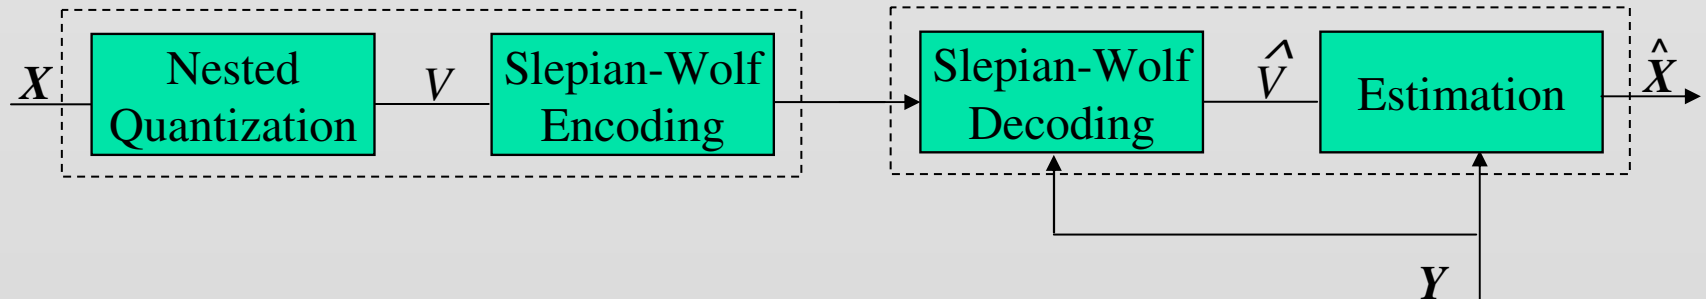 X
Nested
Quantization
V
Slepian-Wolf
Encoding
Slepian-Wolf
Decoding
V̂
Estimation
X̂
Y